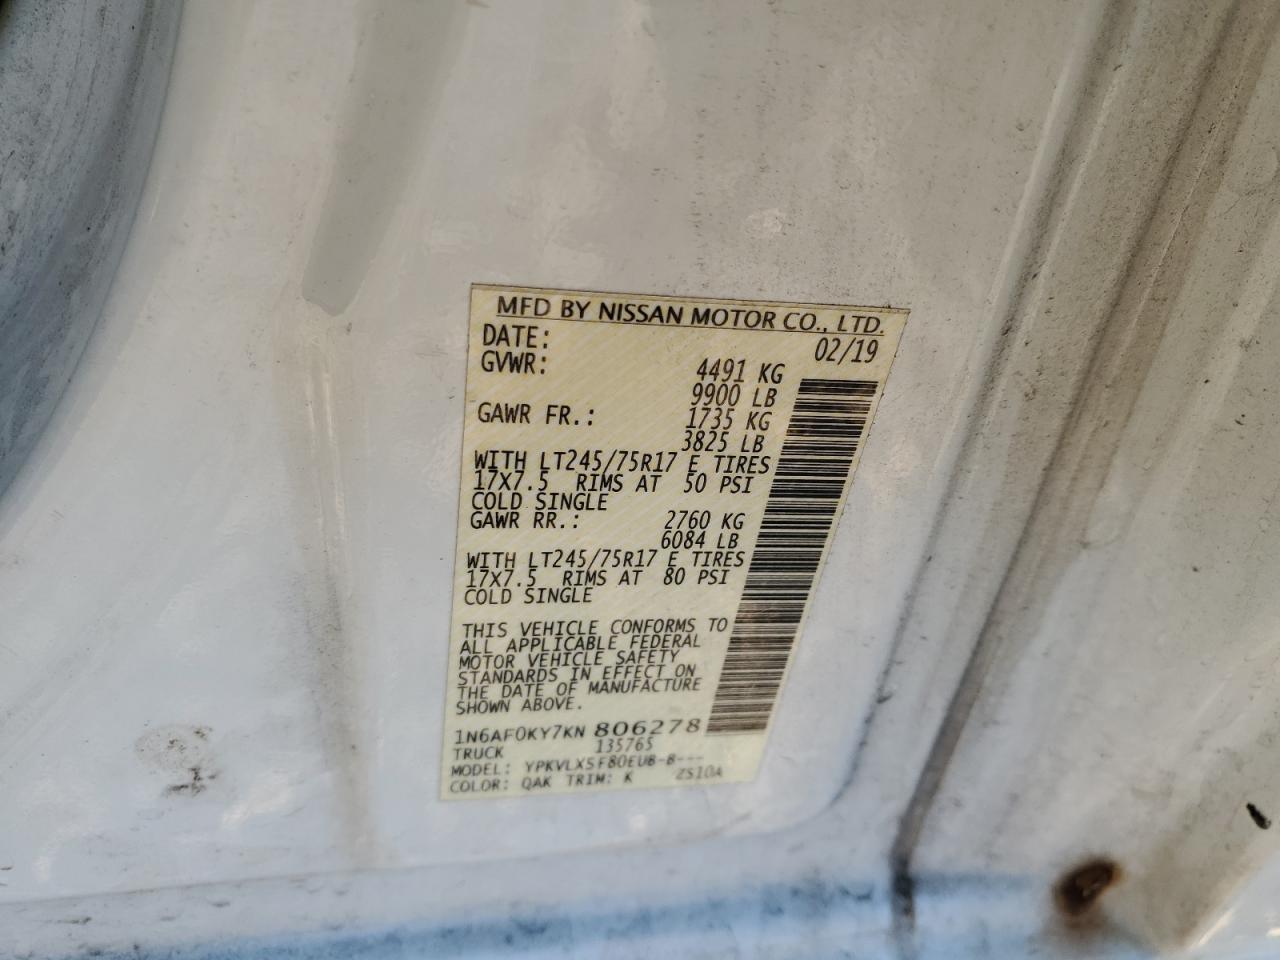 MFD BY NISSAN MOTOR CO., LTD.
DATE: 02/19
GVWR: 4491 KG
9900 LB
GAWR FR.: 1735 KG
3825 LB
WITH LT245/75R17 E TIRES
17X7.5 RIMS AT 50 PSI
COLD SINGLE
GAWR RR.: 2760 KG
6084 LB
WITH LT245/75R17 E TIRES
17X7.5 RIMS AT 80 PSI
COLD SINGLE
THIS VEHICLE CONFORMS TO
ALL APPLICABLE FEDERAL
MOTOR VEHICLE SAFETY
STANDARDS IN EFFECT ON
THE DATE OF MANUFACTURE
SHOWN ABOVE.
1N6AF0KY7KN 806278
TRUCK 135765
MODEL: YPKVLX5F80EUB-B---
COLOR: QAK TRIM: K ZS10A